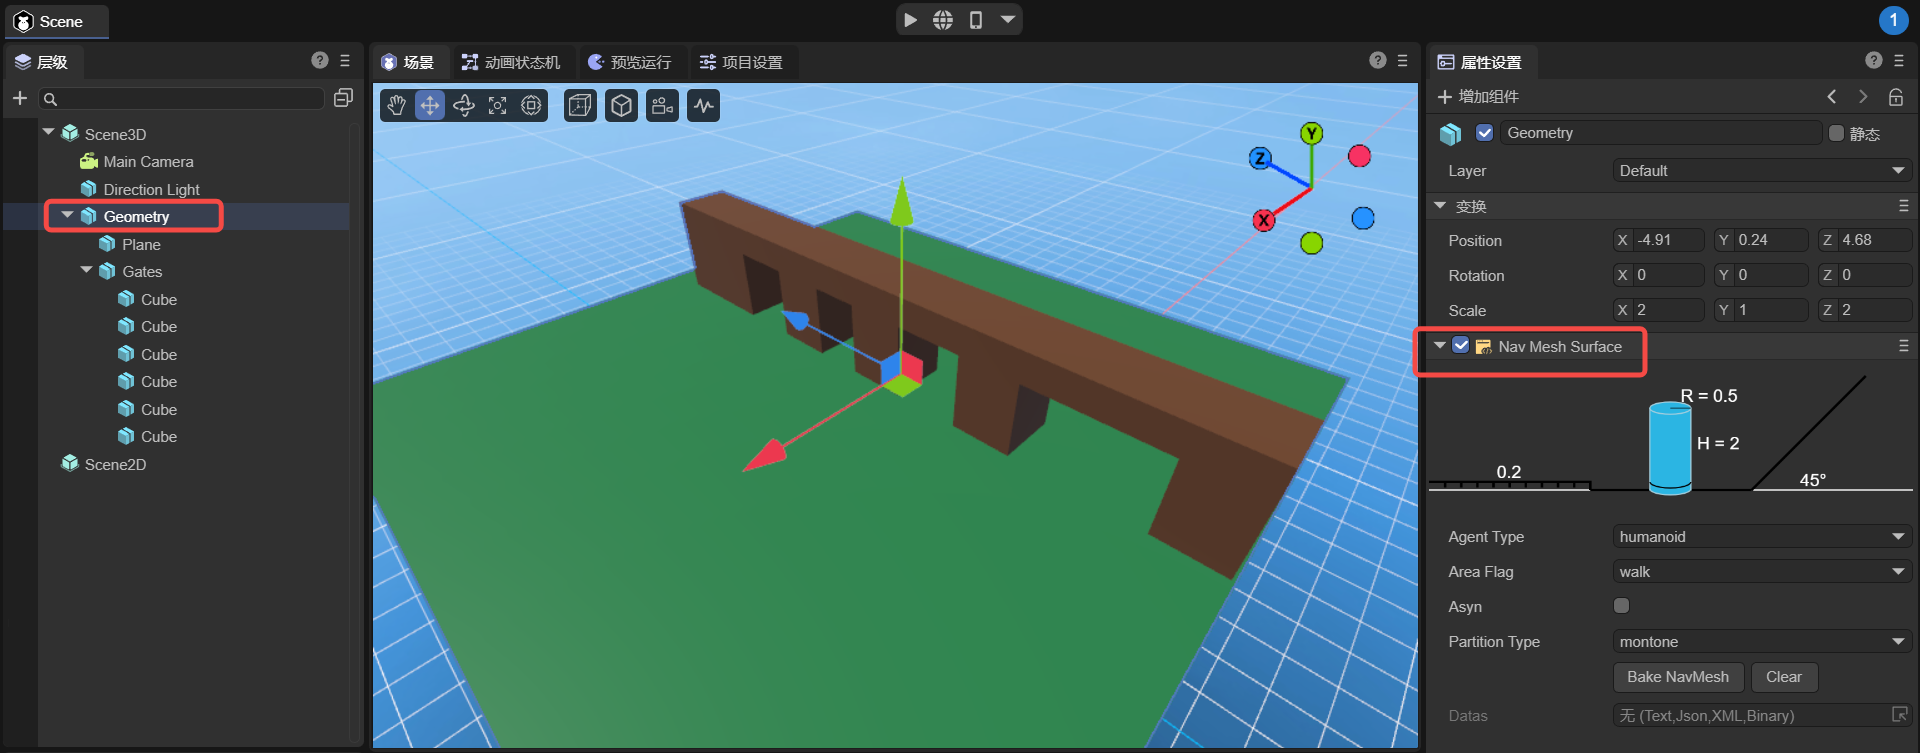 Scene
1
层级
Scene3D
Main Camera
Direction Light
Geometry
Plane
Gates
Cube
Cube
Cube
Cube
Cube
Cube
Scene2D
场景
动画状态机
预览运行
项目设置
Y
Z
X
属性设置
增加组件
Geometry
静态
Layer
Default
变换
Position
X -4.91
Y 0.24
Z 4.68
Rotation
X 0
Y 0
Z 0
Scale
X 2
Y 1
Z 2
Nav Mesh Surface
R = 0.5
H = 2
0.2
45°
Agent Type
humanoid
Area Flag
walk
Asyn
Partition Type
montone
Bake NavMesh
Clear
Datas
无 (Text,Json,XML,Binary)